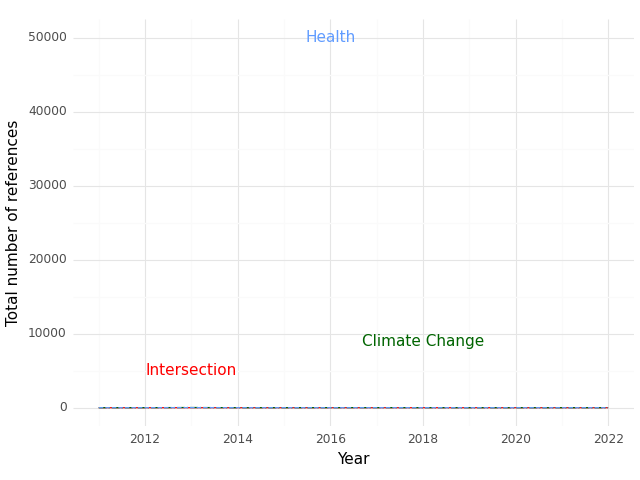 Total number of references
50000
40000
30000
20000
10000
0
Health
Climate Change
Intersection
2012 2014 2016 2018 2020 2022
Year